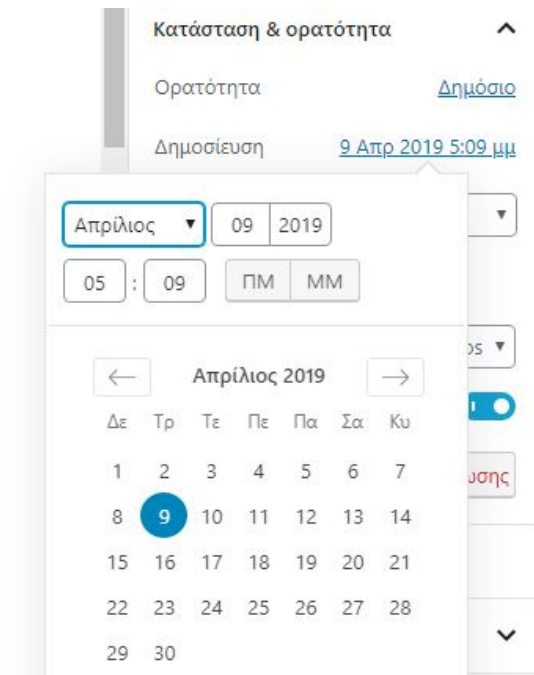 Κατάσταση & ορατότητα
Ορατότητα Δημόσιο
Δημοσίευση 9 Απρ 2019 5:09 μμ
Απρίλιος 09 2019
05 : 09 ΠΜ ΜΜ
Απρίλιος 2019
Δε Τρ Τε Πε Πα Σα Κυ
1 2 3 4 5 6 7
8 9 10 11 12 13 14
15 16 17 18 19 20 21
22 23 24 25 26 27 28
29 30